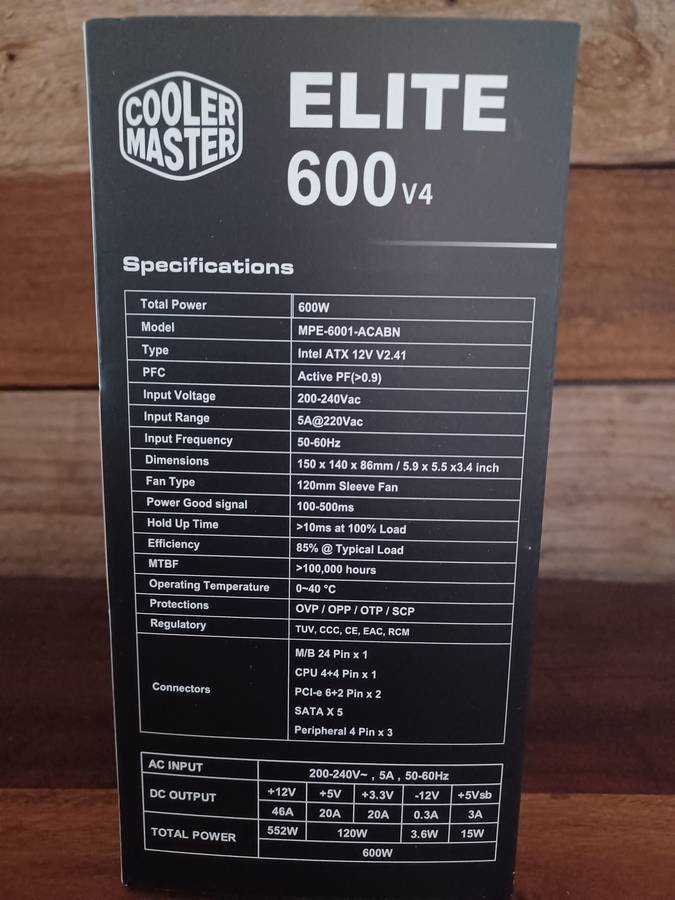 COOLER
MASTER
ELITE
600 V4
Specifications
Total Power 600W
Model MPE-6001-ACABN
Type Intel ATX 12V V2.41
PFC Active PF(>0.9)
Input Voltage 200-240Vac
Input Range 5A@220Vac
Input Frequency 50-60Hz
Dimensions 150 x 140 x 86mm / 5.9 x 5.5 x3.4 inch
Fan Type 120mm Sleeve Fan
Power Good signal 100-500ms
Hold Up Time >10ms at 100% Load
Efficiency 85% @ Typical Load
MTBF >100,000 hours
Operating Temperature 0~40 °C
Protections OVP / OPP / OTP / SCP
Regulatory TUV, CCC, CE, EAC, RCM
Connectors
M/B 24 Pin x 1
CPU 4+4 Pin x 1
PCI-e 6+2 Pin x 2
SATA X 5
Peripheral 4 Pin x 3
AC INPUT 200-240V~ , 5A , 50-60Hz
DC OUTPUT +12V +5V +3.3V -12V +5Vsb
46A 20A 20A 0.3A 3A
TOTAL POWER 552W 120W 3.6W 15W
600W